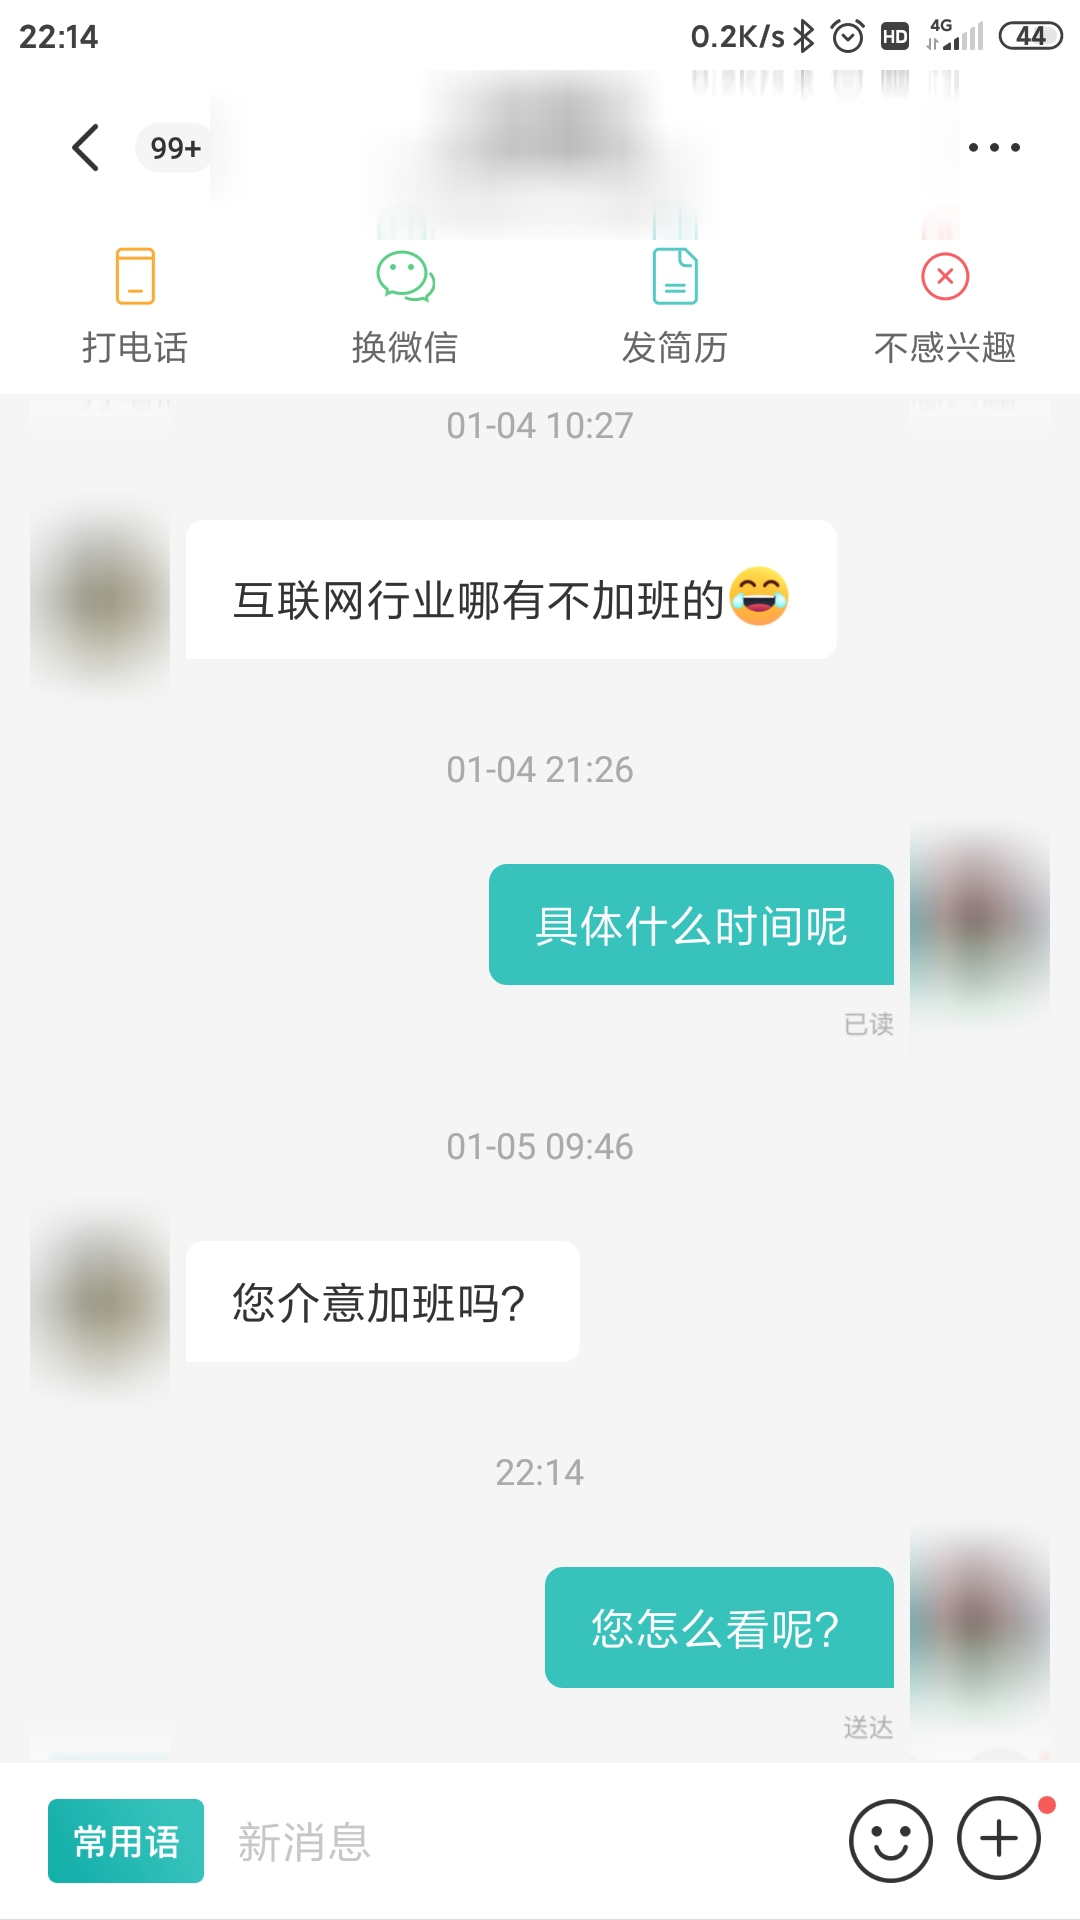 22:14
0.2K/s HD 4G 44
99+
打电话 换微信 发简历 不感兴趣
01-04 10:27
互联网行业哪有不加班的😂
01-04 21:26
具体什么时间呢
已读
01-05 09:46
您介意加班吗?
22:14
您怎么看呢?
送达
常用语 新消息